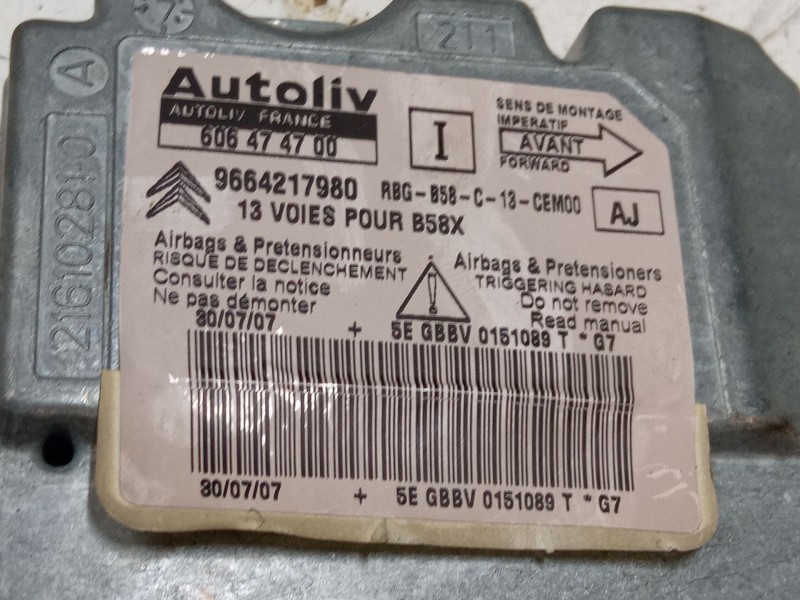 211
A
216102810
Autoliv
AUTOLIV FRANCE
606 47 47 00
I
SENS DE MONTAGE
IMPERATIF
AVANT
FORWARD
9664217980 RBG-B58-C-13-CEM00
13 VOIES POUR B58X
AJ
Airbags & Pretensionneurs
RISQUE DE DECLENCHEMENT
Consulter la notice
Ne pas démonter
Airbags & Pretensioners
TRIGGERING HASARD
Do not remove
Read manual
30/07/07 + 5E GBBV 0151089 T * G7
30/07/07 + 5E GBBV 0151089 T * G7